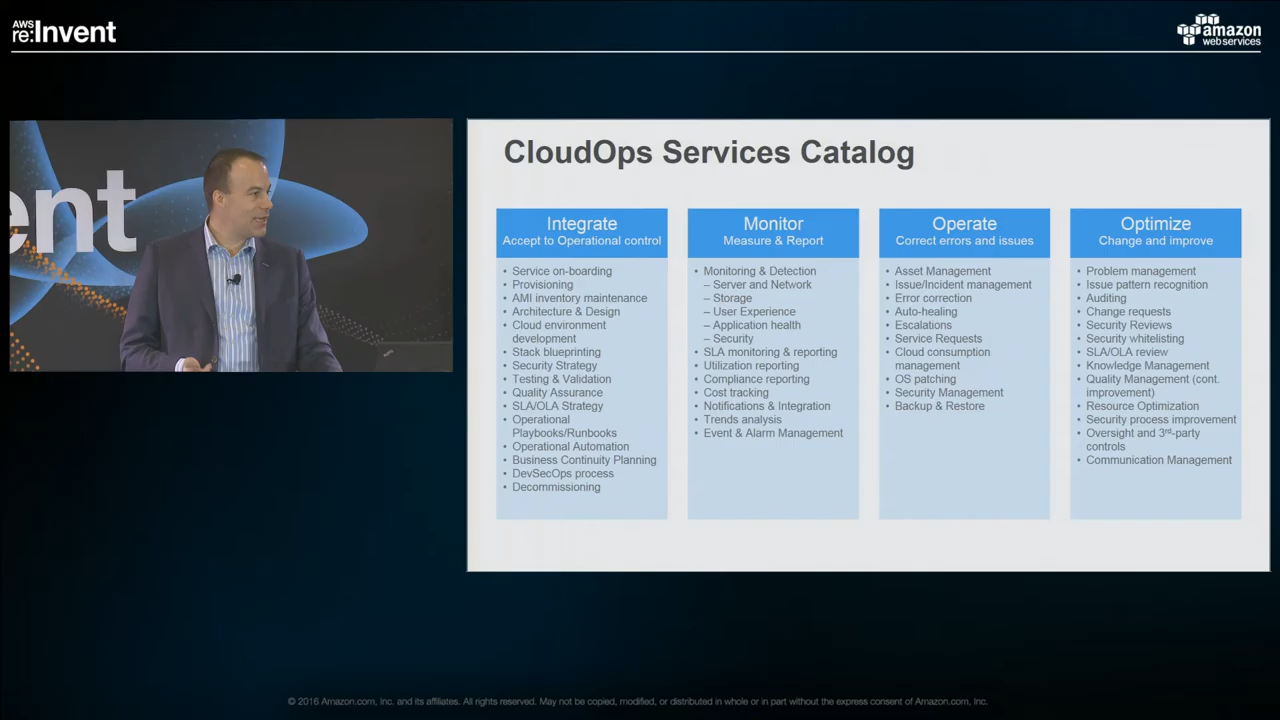 AWS
re:Invent
amazon
web services
ent
CloudOps Services Catalog
Integrate
Accept to Operational control
• Service on-boarding
• Provisioning
• AMI inventory maintenance
• Architecture & Design
• Cloud environment
development
• Stack blueprinting
• Security Strategy
• Testing & Validation
• Quality Assurance
• SLA/OLA Strategy
• Operational
Playbooks/Runbooks
• Operational Automation
• Business Continuity Planning
• DevSecOps process
• Decommissioning
Monitor
Measure & Report
• Monitoring & Detection
– Server and Network
– Storage
– User Experience
– Application health
– Security
• SLA monitoring & reporting
• Utilization reporting
• Compliance reporting
• Cost tracking
• Notifications & Integration
• Trends analysis
• Event & Alarm Management
Operate
Correct errors and issues
• Asset Management
• Issue/Incident management
• Error correction
• Auto-healing
• Escalations
• Service Requests
• Cloud consumption
management
• OS patching
• Security Management
• Backup & Restore
Optimize
Change and improve
• Problem management
• Issue pattern recognition
• Auditing
• Change requests
• Security Reviews
• Security whitelisting
• SLA/OLA review
• Knowledge Management
• Quality Management (cont.
improvement)
• Resource Optimization
• Security process improvement
• Oversight and 3rd-party
controls
• Communication Management
© 2016 Amazon.com, Inc. and its affiliates. All rights reserved. May not be copied, modified, or distributed in whole or in part without the express consent of Amazon.com, Inc.